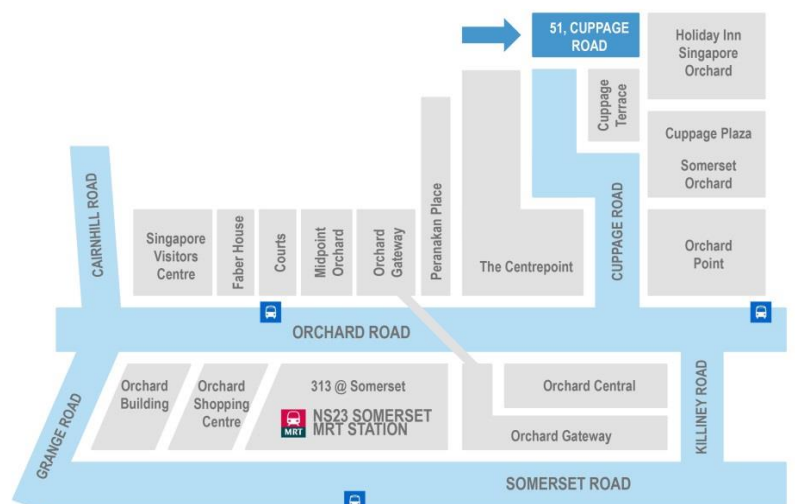 51, CUPPAGE
ROAD
Holiday Inn
Singapore
Orchard
Cuppage
Terrace
Cuppage Plaza
Somerset
Orchard
CAIRNHILL ROAD
Singapore
Visitors
Centre
Faber House
Courts
Midpoint
Orchard
Orchard
Gateway
Peranakan Place
The Centrepoint
CUPPAGE ROAD
Orchard
Point
ORCHARD ROAD
GRANGE ROAD
Orchard
Building
Orchard
Shopping
Centre
313 @ Somerset
MRT
NS23 SOMERSET
MRT STATION
Orchard Central
Orchard Gateway
KILLINEY ROAD
SOMERSET ROAD